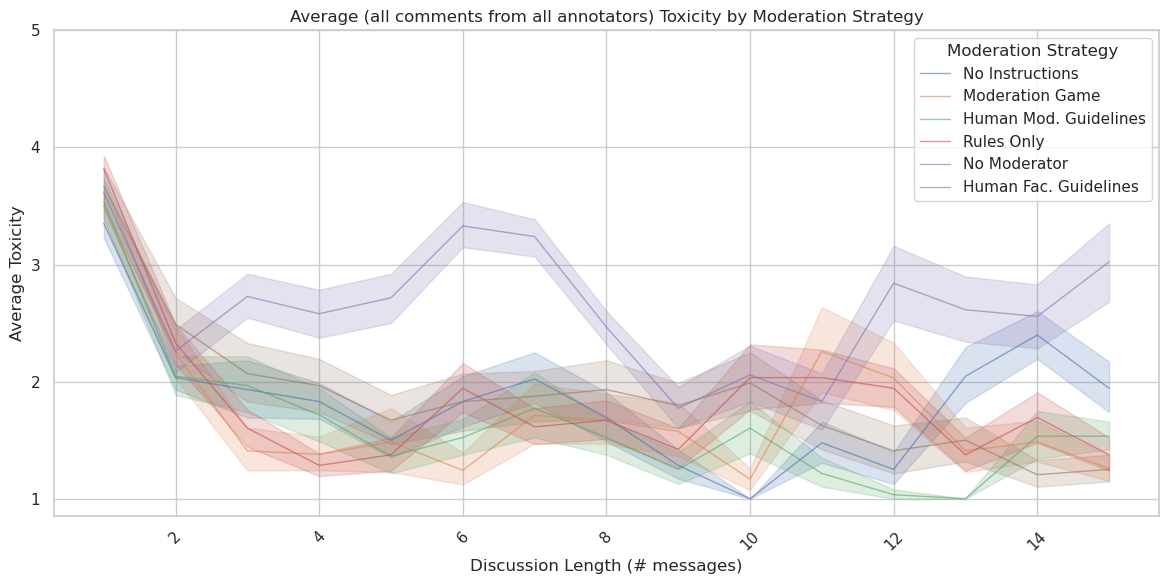 Average (all comments from all annotators) Toxicity by Moderation Strategy
Moderation Strategy
No Instructions
Moderation Game
Human Mod. Guidelines
Rules Only
No Moderator
Human Fac. Guidelines
Average Toxicity
5
4
3
2
1
2
4
6
8
10
12
14
Discussion Length (# messages)